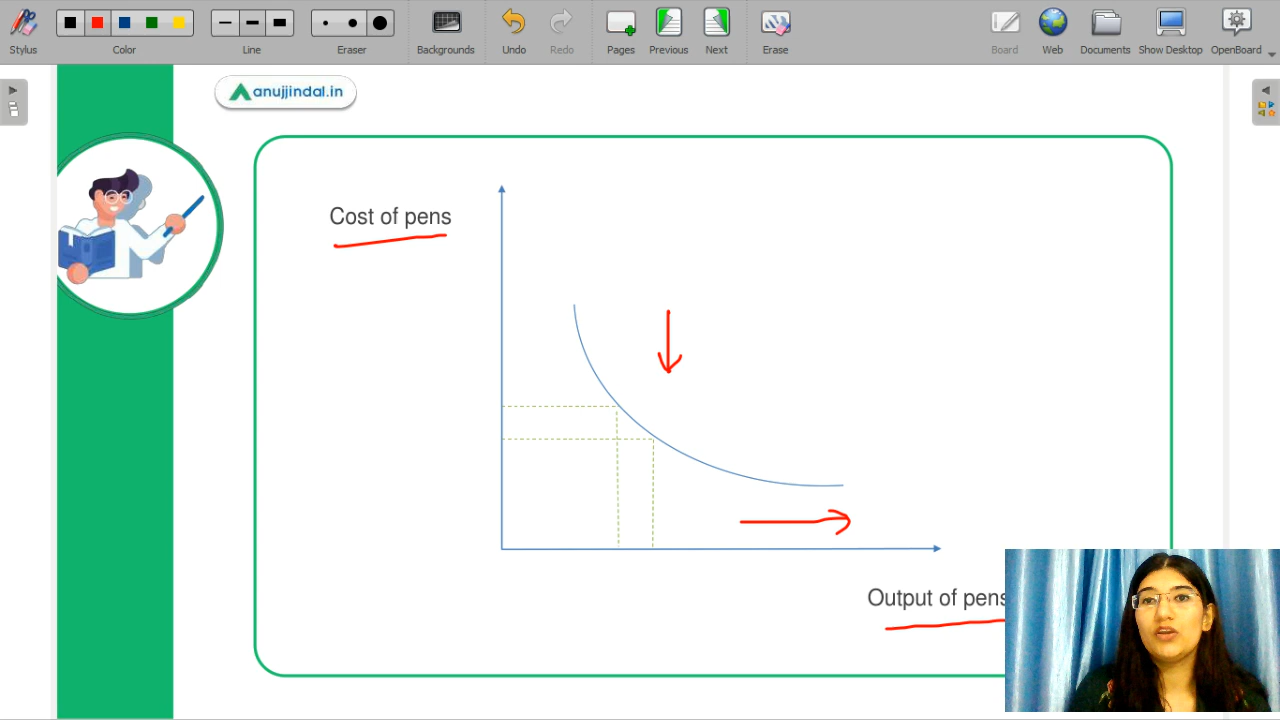 Stylus
Color
Line
Eraser
Backgrounds
Undo
Redo
Pages
Previous
Next
Erase
Board
Web
Documents
Show Desktop
OpenBoard
anujjindal.in
Cost of pens
Output of pens